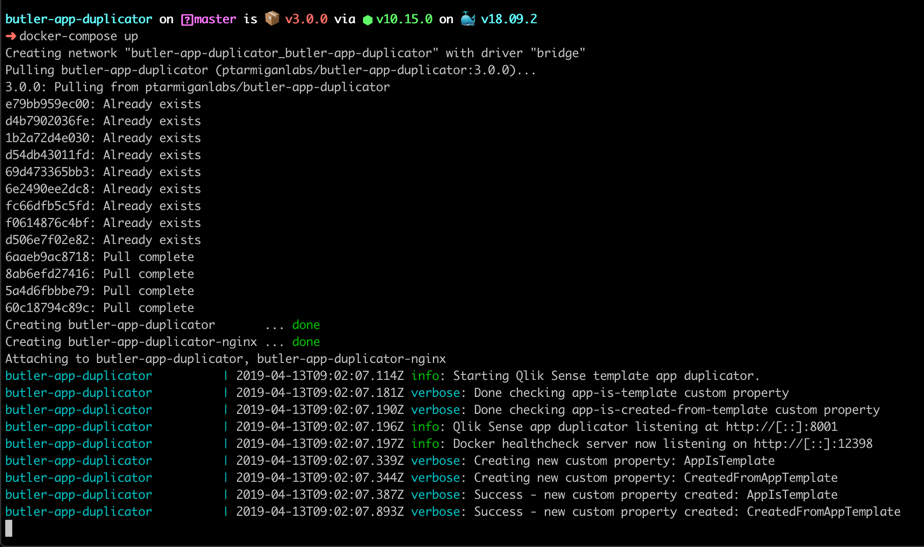 butler-app-duplicator on master is 📦 v3.0.0 via ⬢ v10.15.0 on 🐳 v18.09.2
➜ docker-compose up
Creating network "butler-app-duplicator_butler-app-duplicator" with driver "bridge"
Pulling butler-app-duplicator (ptarmiganlabs/butler-app-duplicator:3.0.0)...
3.0.0: Pulling from ptarmiganlabs/butler-app-duplicator
e79bb959ec00: Already exists
d4b7902036fe: Already exists
1b2a72d4e030: Already exists
d54db43011fd: Already exists
69d473365bb3: Already exists
6e2490ee2dc8: Already exists
fc66dfb5c5fd: Already exists
f0614876c4bf: Already exists
d506e7f02e82: Already exists
6aaeb9ac8718: Pull complete
8ab6efd27416: Pull complete
5a4d6fbbbe79: Pull complete
60c18794c89c: Pull complete
Creating butler-app-duplicator       ... done
Creating butler-app-duplicator-nginx ... done
Attaching to butler-app-duplicator, butler-app-duplicator-nginx
butler-app-duplicator          | 2019-04-13T09:02:07.114Z info: Starting Qlik Sense template app duplicator.
butler-app-duplicator          | 2019-04-13T09:02:07.181Z verbose: Done checking app-is-template custom property
butler-app-duplicator          | 2019-04-13T09:02:07.190Z verbose: Done checking app-is-created-from-template custom property
butler-app-duplicator          | 2019-04-13T09:02:07.196Z info: Qlik Sense app duplicator listening at http://[::]:8001
butler-app-duplicator          | 2019-04-13T09:02:07.197Z info: Docker healthcheck server now listening on http://[::]:12398
butler-app-duplicator          | 2019-04-13T09:02:07.339Z verbose: Creating new custom property: AppIsTemplate
butler-app-duplicator          | 2019-04-13T09:02:07.344Z verbose: Creating new custom property: CreatedFromAppTemplate
butler-app-duplicator          | 2019-04-13T09:02:07.387Z verbose: Success - new custom property created: AppIsTemplate
butler-app-duplicator          | 2019-04-13T09:02:07.893Z verbose: Success - new custom property created: CreatedFromAppTemplate